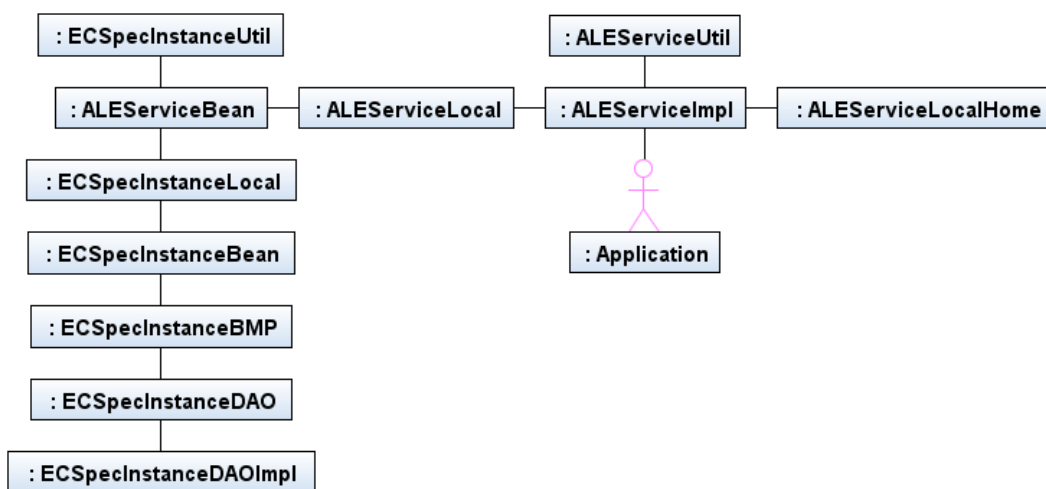 : ECSpecInstanceUtil
: ALEServiceUtil
: ALEServiceBean
: ALEServiceLocal
: ALEServiceImpl
: ALEServiceLocalHome
: ECSpecInstanceLocal
: ECSpecInstanceBean
: Application
: ECSpecInstanceBMP
: ECSpecInstanceDAO
: ECSpecInstanceDAOImpl